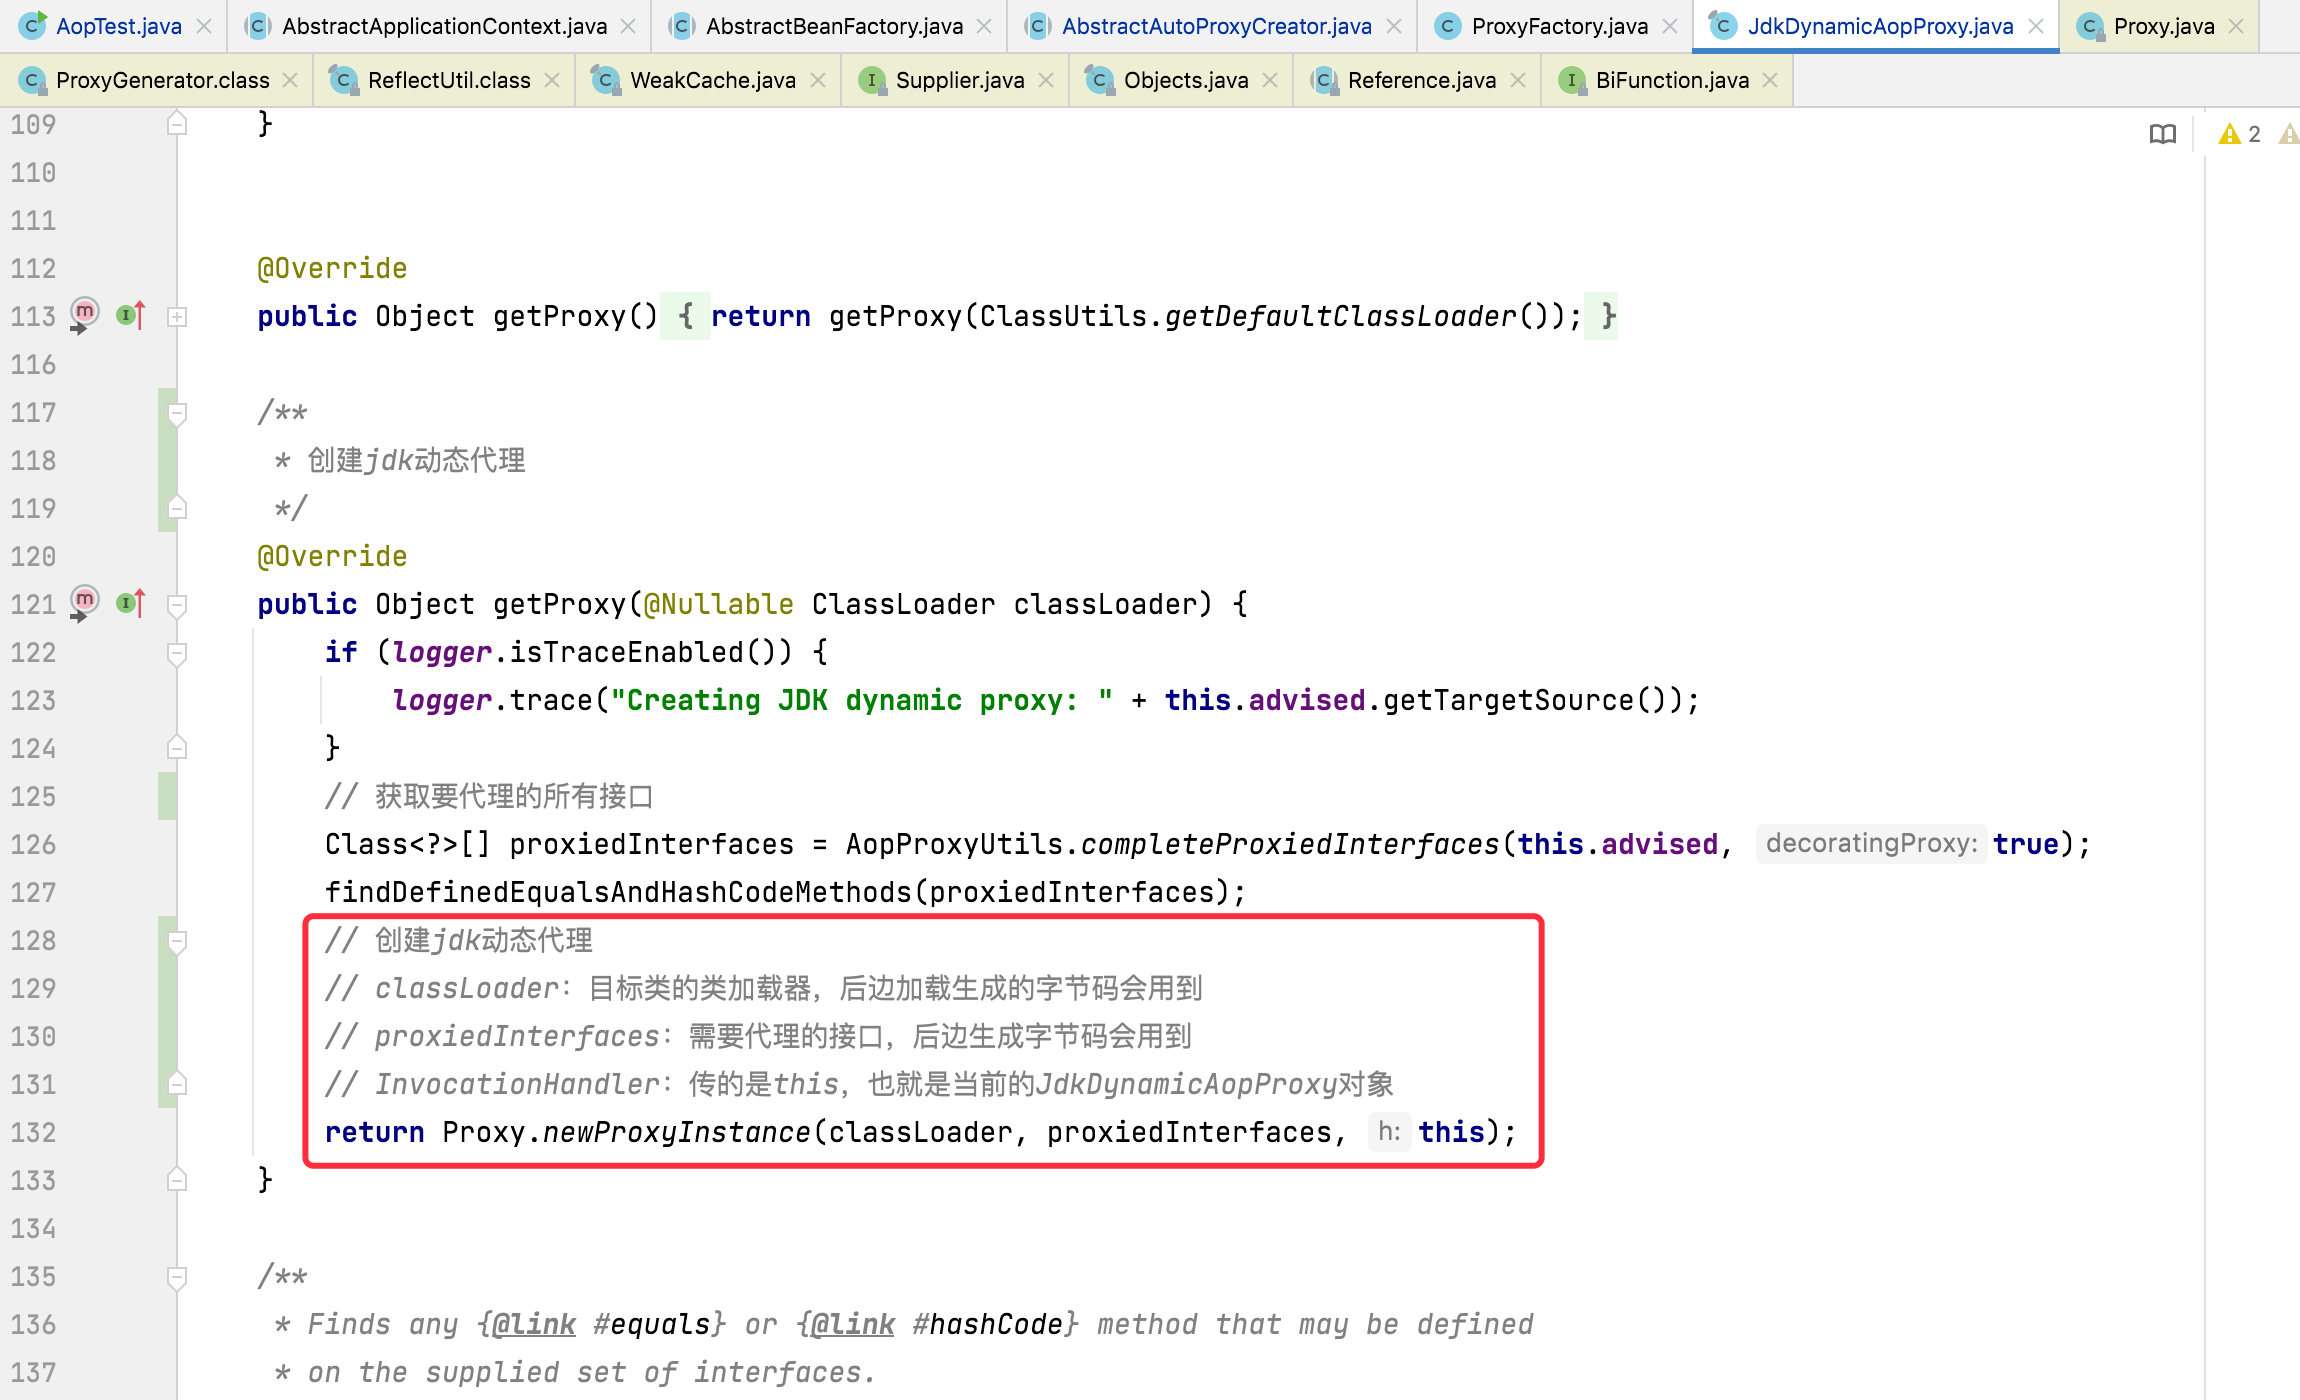 AopTest.java AbstractApplicationContext.java AbstractBeanFactory.java AbstractAutoProxyCreator.java ProxyFactory.java JdkDynamicAopProxy.java Proxy.java
ProxyGenerator.class ReflectUtil.class WeakCache.java Supplier.java Objects.java Reference.java BiFunction.java
109 }
2
110
111
112 @Override
113 public Object getProxy() { return getProxy(ClassUtils.getDefaultClassLoader()); }
116
117 /**
118 * 创建jdk动态代理
119 */
120 @Override
121 public Object getProxy(@Nullable ClassLoader classLoader) {
122 if (logger.isTraceEnabled()) {
123 logger.trace("Creating JDK dynamic proxy: " + this.advised.getTargetSource());
124 }
125 // 获取要代理的所有接口
126 Class<?>[] proxiedInterfaces = AopProxyUtils.completeProxiedInterfaces(this.advised, decoratingProxy: true);
127 findDefinedEqualsAndHashCodeMethods(proxiedInterfaces);
128 // 创建jdk动态代理
129 // classLoader：目标类的类加载器，后边加载生成的字节码会用到
130 // proxiedInterfaces：需要代理的接口，后边生成字节码会用到
131 // InvocationHandler：传的是this，也就是当前的JdkDynamicAopProxy对象
132 return Proxy.newProxyInstance(classLoader, proxiedInterfaces, h: this);
133 }
134
135 /**
136 * Finds any {@link #equals} or {@link #hashCode} method that may be defined
137 * on the supplied set of interfaces.